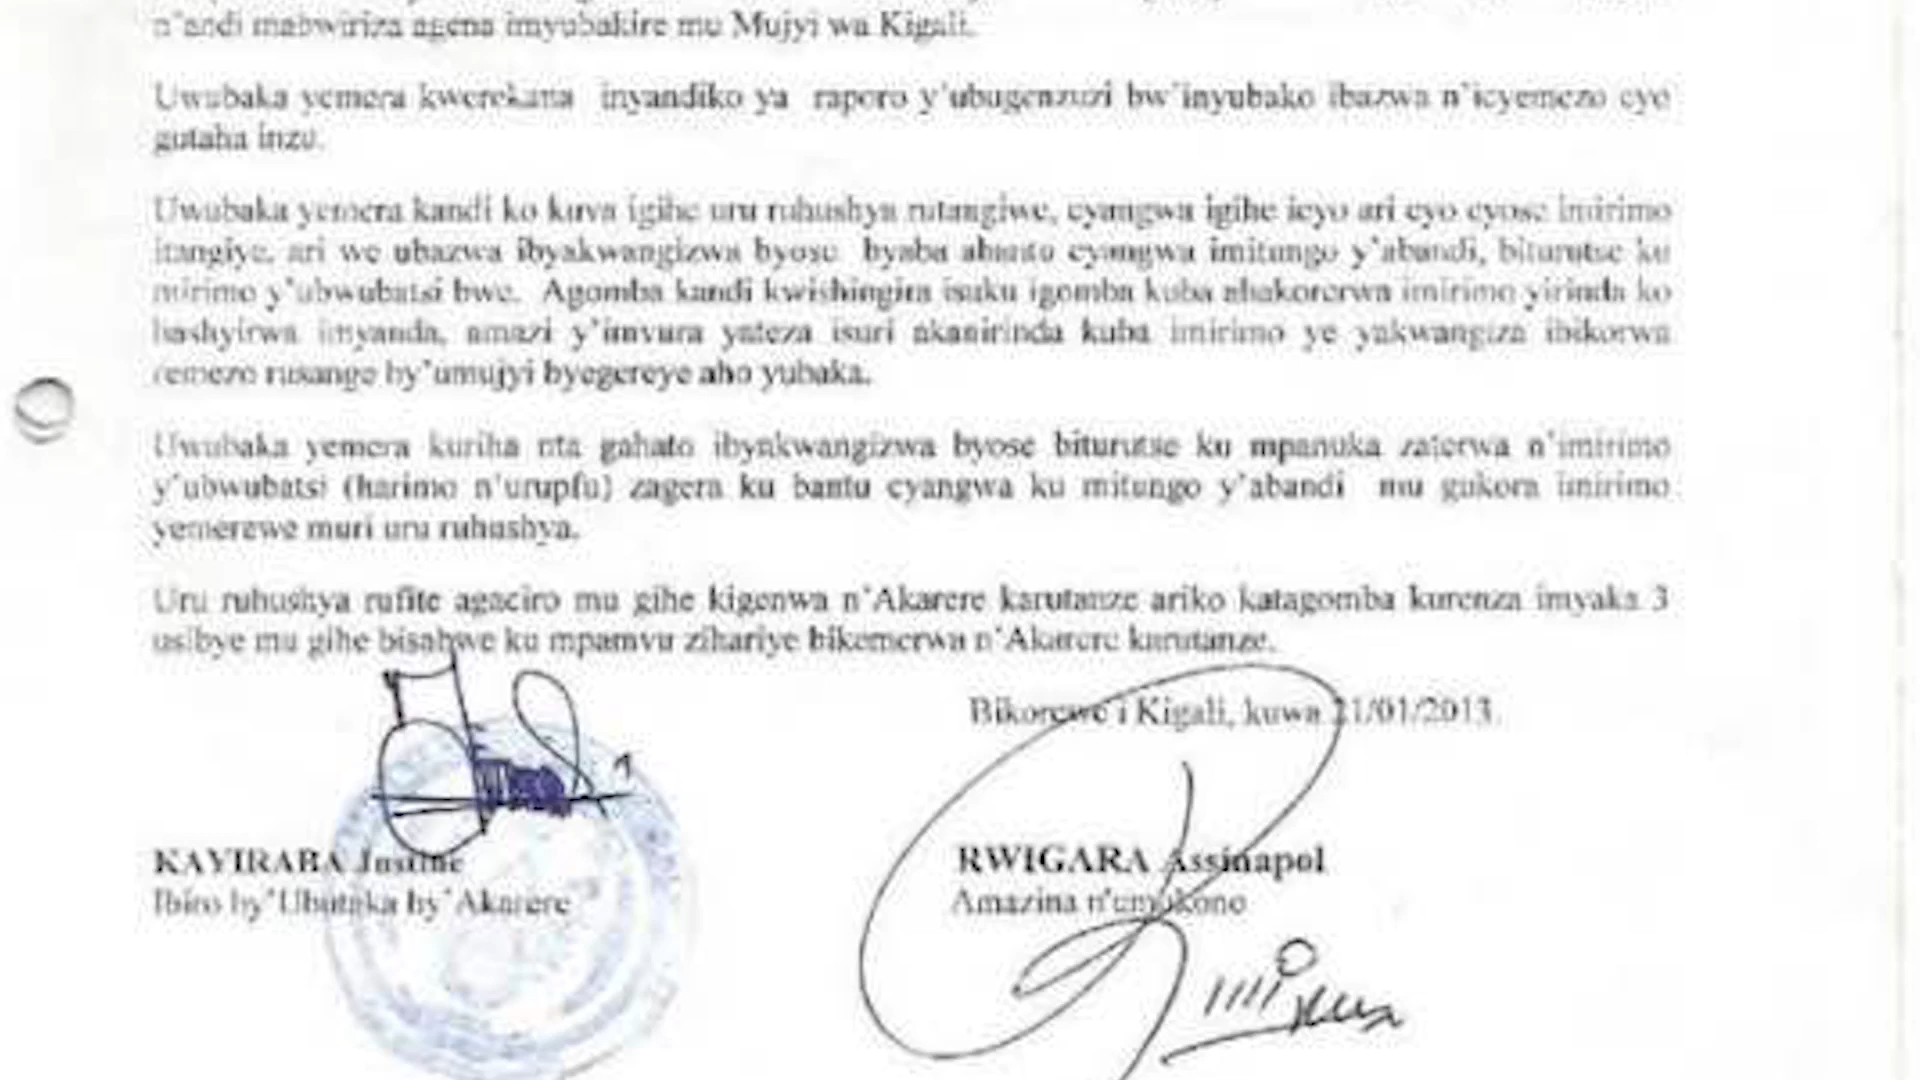 n'andi mabwiriza agena imyubakire mu Mujyi wa Kigali.
Uwubaka yemera kwerekana inyandiko ya raporo y'ubugenzuzi bw'inyubako ibazwa n'icyemezo cyo
gutaha inzu.
Uwubaka yemera kandi ko kuva igihe uru ruhushya rutangiwe, cyangwa igihe icyo ari cyo cyose imirimo
itangiye, ari we ubazwa ibyakwangizwa byose byaba abantu cyangwa imitungo y'abandi, biturutse ku
mirimo y'ubwubatsi bwe. Agomba kandi kwishingira isuku igomba kuba ahakorerwa imirimo yirinda ko
hashyirwa imyanda, amazi y'imvura yateza isuri akanirinda kuba imirimo ye yakwangiza ibikorwa
remezo rusange by'umujyi byegereye aho yubaka.
Uwubaka yemera kuriha nta gahato ibyakwangizwa byose biturutse ku mpanuka zaterwa n'imirimo
y'ubwubatsi (harimo n'urupfu) zagera ku bantu cyangwa ku mitungo y'abandi mu gukora imirimo
yemerewe muri uru ruhushya.
Uru ruhushya rufite agaciro mu gihe kigenwa n'Akarere karutanze ariko katagomba kurenza imyaka 3
usibye mu gihe bisabwe ku mpamvu zihariye bikemerwa n'Akarere karutanze.
Bikorewe i Kigali, kuwa 21/01/2013.
KAYIRABA Justine
RWIGARA Assinapol
Ibiro by'Ubutaka by'Akarere
Amazina n'umukono